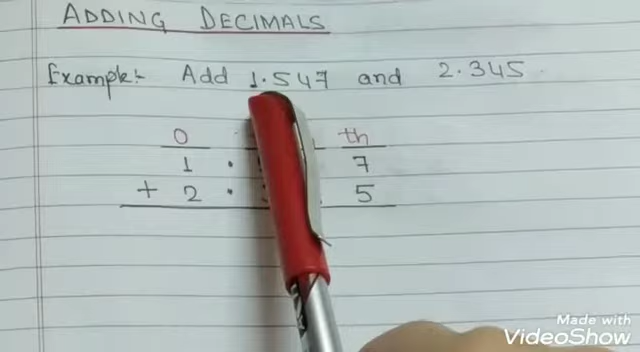 ADDING DECIMALS
Example:- Add 1.547 and 2.345.
O th
1 . 7
+ 2 . 5
Made with
VideoShow